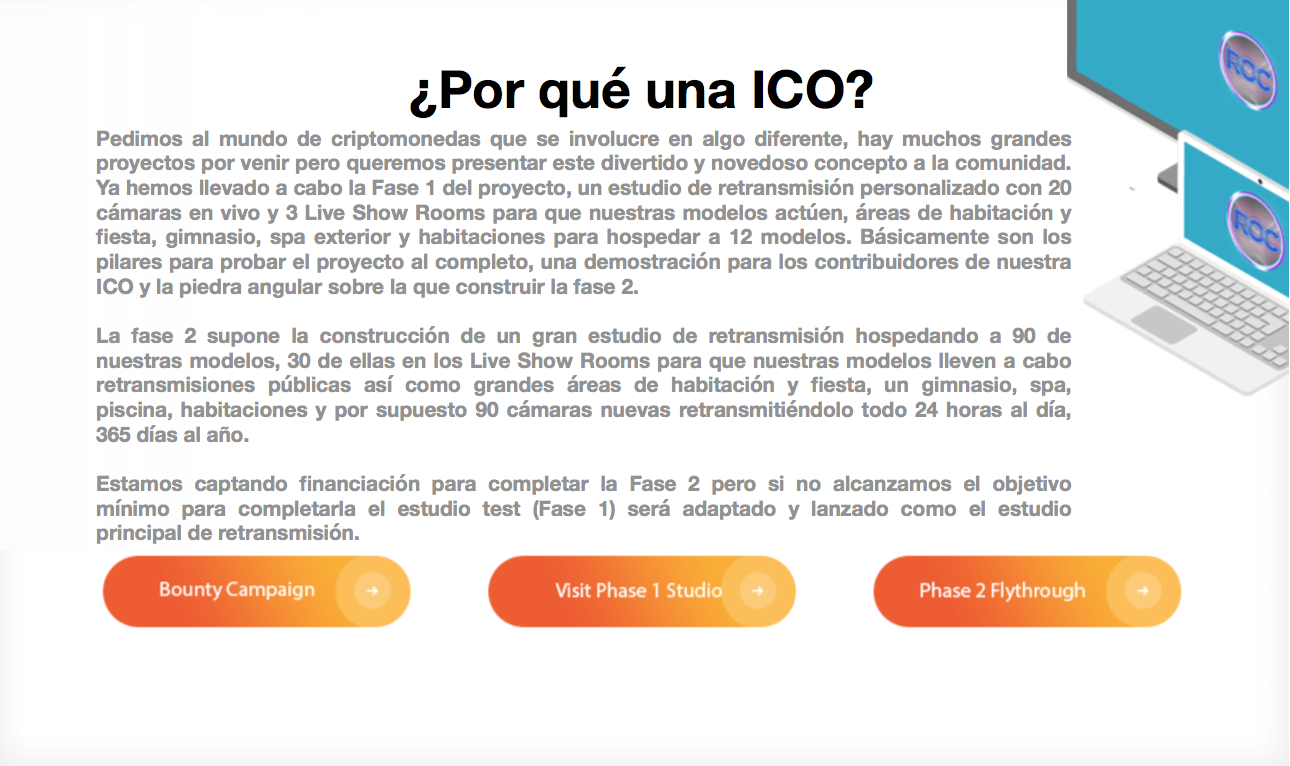 ¿Por qué una ICO?
Pedimos al mundo de criptomonedas que se involucre en algo diferente, hay muchos grandes
proyectos por venir pero queremos presentar este divertido y novedoso concepto a la comunidad.
Ya hemos llevado a cabo la Fase 1 del proyecto, un estudio de retransmisión personalizado con 20
cámaras en vivo y 3 Live Show Rooms para que nuestras modelos actúen, áreas de habitación y
fiesta, gimnasio, spa exterior y habitaciones para hospedar a 12 modelos. Básicamente son los
pilares para probar el proyecto al completo, una demostración para los contribuidores de nuestra
ICO y la piedra angular sobre la que construir la fase 2.
La fase 2 supone la construcción de un gran estudio de retransmisión hospedando a 90 de
nuestras modelos, 30 de ellas en los Live Show Rooms para que nuestras modelos lleven a cabo
retransmisiones públicas así como grandes áreas de habitación y fiesta, un gimnasio, spa,
piscina, habitaciones y por supuesto 90 cámaras nuevas retransmitiéndolo todo 24 horas al día,
365 días al año.
Estamos captando financiación para completar la Fase 2 pero si no alcanzamos el objetivo
mínimo para completarla el estudio test (Fase 1) será adaptado y lanzado como el estudio
principal de retransmisión.
Bounty Campaign
Visit Phase 1 Studio
Phase 2 Flythrough
ROC
ROC